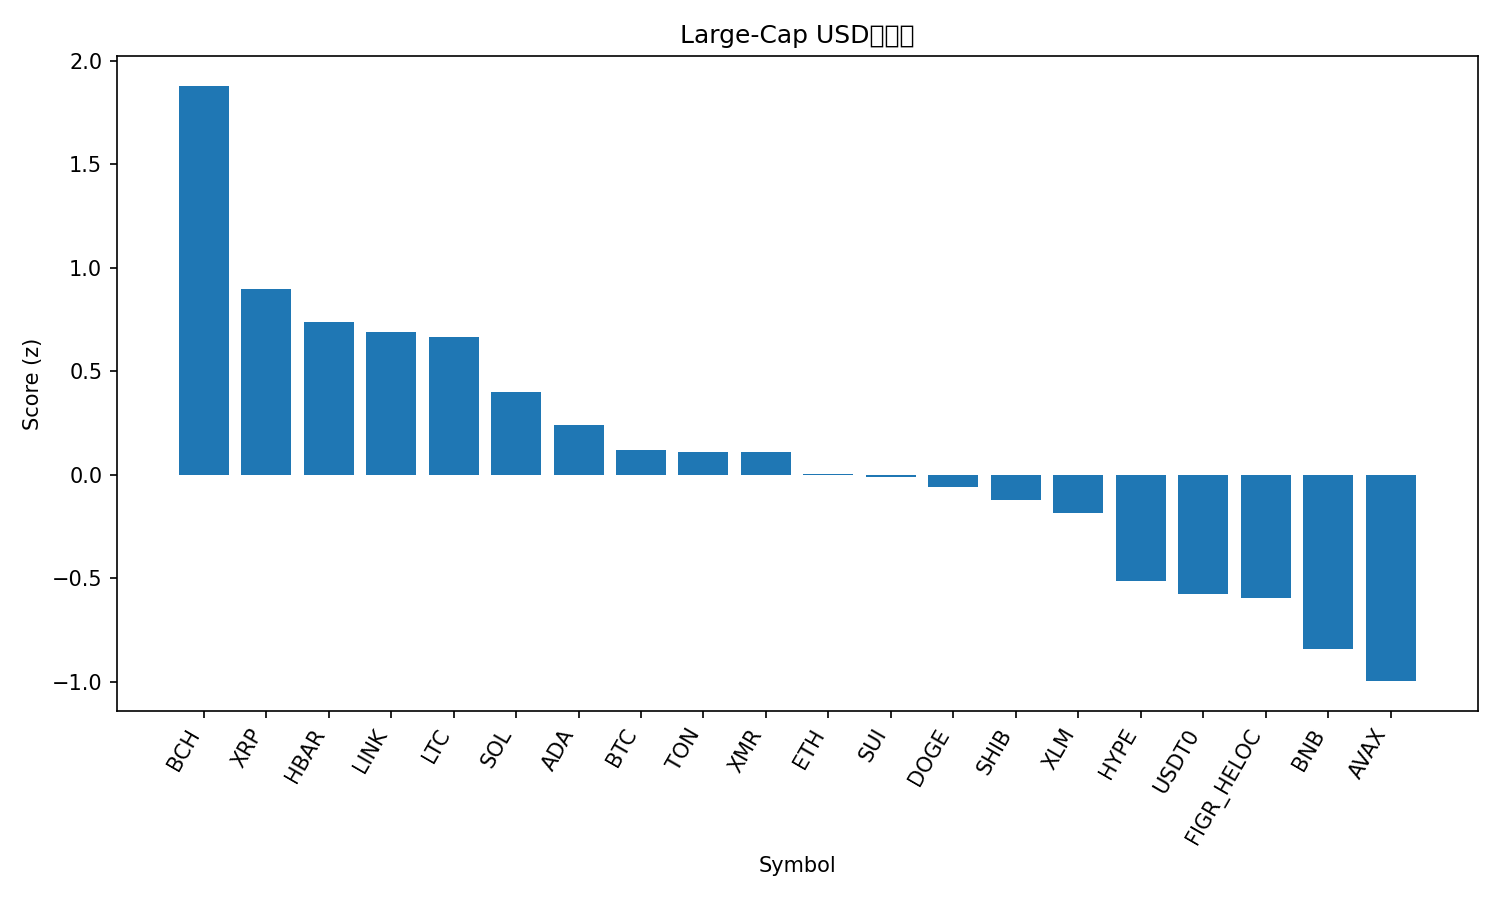 Large-Cap USD
2.0
1.5
1.0
0.5
0.0
−0.5
−1.0
Score (z)
BCH
XRP
HBAR
LINK
LTC
SOL
ADA
BTC
TON
XMR
ETH
SUI
DOGE
SHIB
XLM
HYPE
USDT0
FIGR_HELOC
BNB
AVAX
Symbol